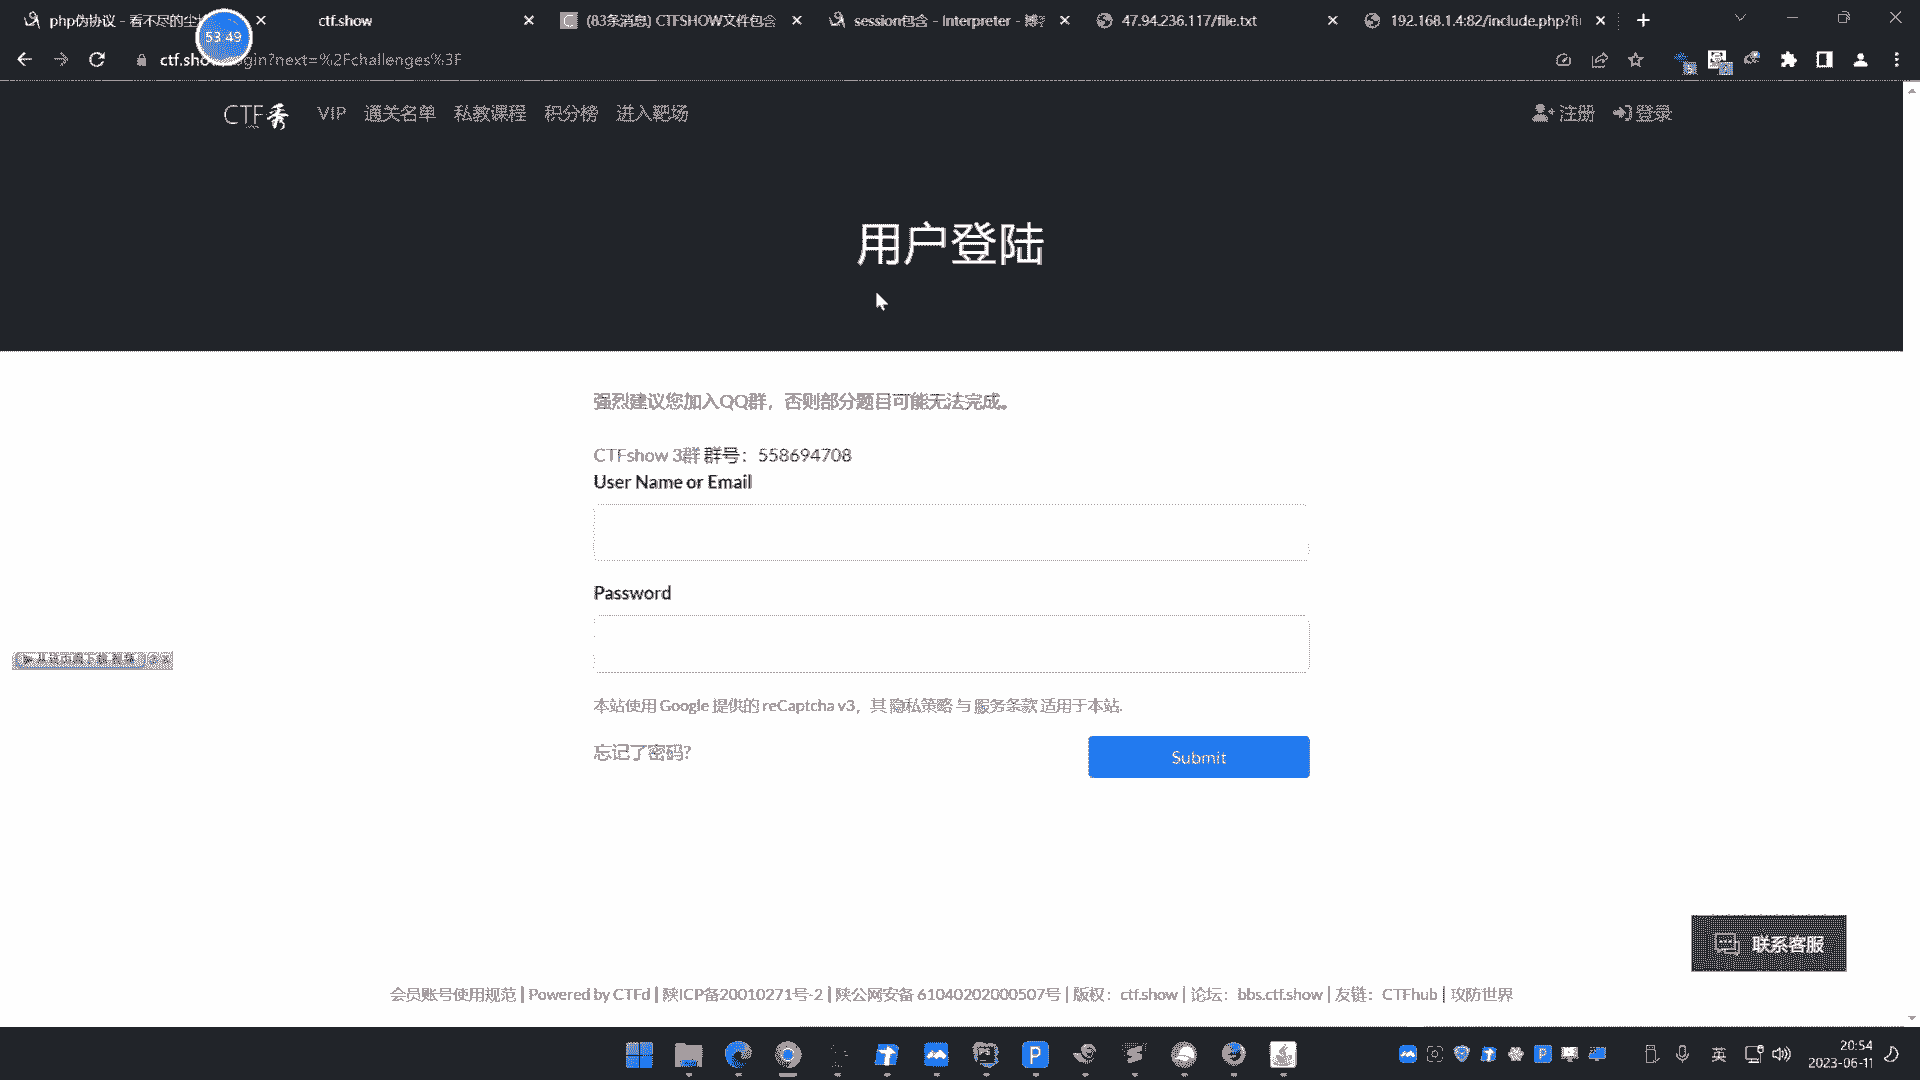 php伪协议 - 看不尽的尘
ctf.show
(83条消息) CTFSHOW文件包含
session包含 - Interpreter - 博
47.94.236.117/file.txt
192.168.1.4:82/include.php?fi
53:49
gin?next=%2Fchallenges%3F
CTF秀
VIP
通关名单
私教课程
积分榜
进入靶场
注册
登录
用户登陆
强烈建议您加入QQ群，否则部分题目可能无法完成。
CTFshow 3群 群号：558694708
User Name or Email
Password
本站使用 Google 提供的 reCaptcha v3，其 隐私策略 与 服务条款 适用于本站.
忘记了密码?
Submit
联系客服
会员账号使用规范 | Powered by CTFd | 陕ICP备20010271号-2 | 陕公网安备 61040202000507号 | 版权：ctf.show | 论坛：bbs.ctf.show | 友链：CTFhub | 攻防世界
英
20:54
2023-06-11